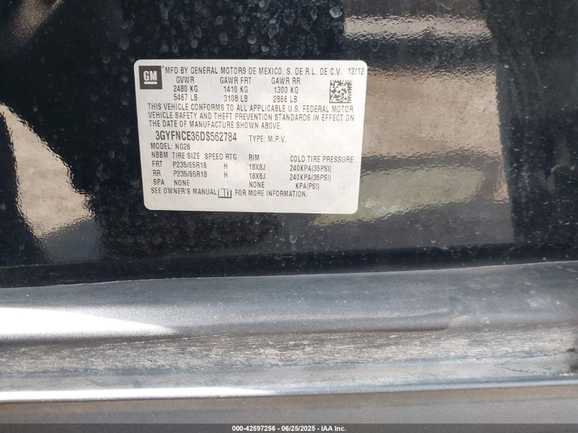 GM
MFD BY GENERAL MOTORS DE MEXICO, S. DE R.L. DE C.V. 12/12
GVWR GAWR FRT GAWR RR
2480 KG 1410 KG 1300 KG
5467 LB 3108 LB 2866 LB
THIS VEHICLE CONFORMS TO ALL APPLICABLE U.S. FEDERAL MOTOR
VEHICLE SAFETY AND THEFT PREVENTION STANDARDS IN EFFECT ON
THE DATE OF MANUFACTURE SHOWN ABOVE.
3GYFNCE36DS562784 TYPE: M.P.V.
MODEL: NG26
NBBM TIRE SIZE SPEED RTG RIM COLD TIRE PRESSURE
FRT P235/65R18 H 18X8J 240KPA(35PSI)
RR P235/65R18 H 18X8J 240KPA(35PSI)
SPA NONE NONE KPA(PSI)
SEE OWNER'S MANUAL FOR MORE INFORMATION.
000-42597256 - 06/25/2025 - IAA Inc.